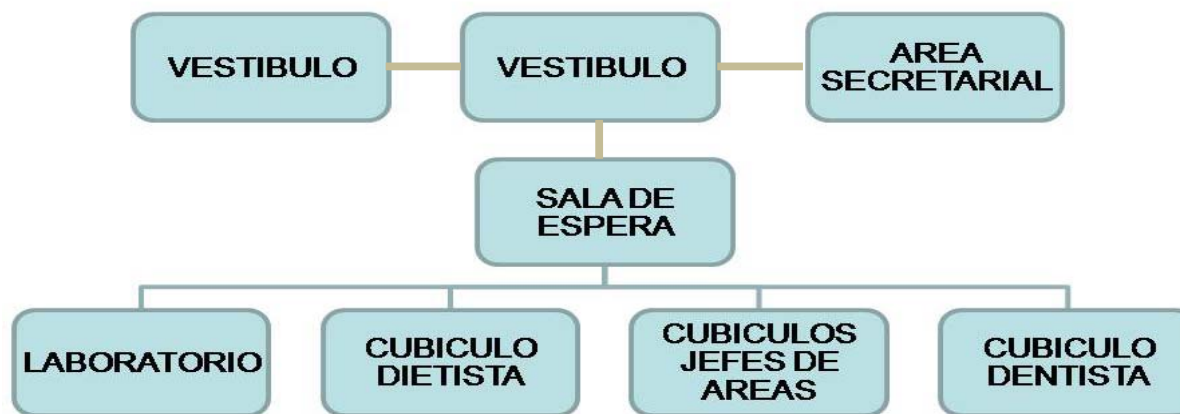 VESTIBULO
VESTIBULO
AREA
SECRETARIAL
SALA DE
ESPERA
LABORATORIO
CUBICULO
DIETISTA
CUBICULOS
JEFES DE
AREAS
CUBICULO
DENTISTA